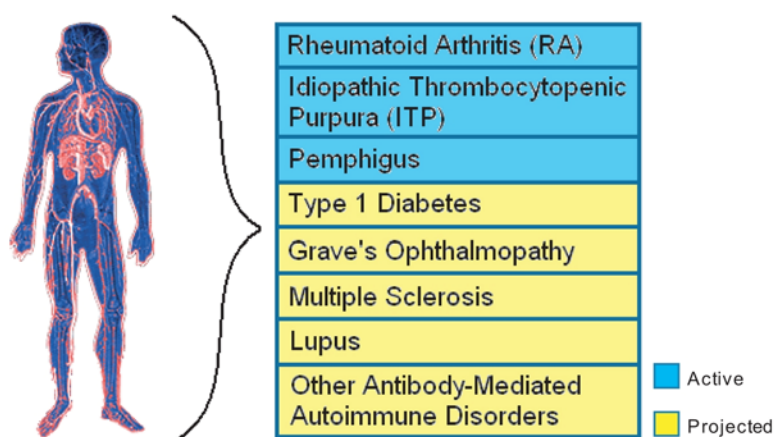 Rheumatoid Arthritis (RA)
Idiopathic Thrombocytopenic
Purpura (ITP)
Pemphigus
Type 1 Diabetes
Grave's Ophthalmopathy
Multiple Sclerosis
Lupus
Other Antibody-Mediated
Autoimmune Disorders
Active
Projected